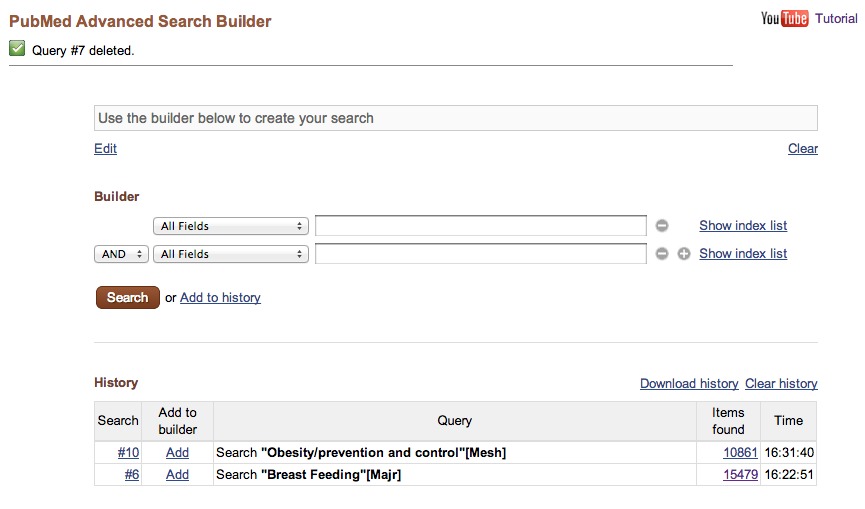 PubMed Advanced Search Builder
YouTube Tutorial
Query #7 deleted.
Use the builder below to create your search
Edit Clear
Builder
All Fields Show index list
AND All Fields Show index list
Search or Add to history
History Download history Clear history
Search Add to builder Query Items found Time
#10 Add Search "Obesity/prevention and control"[Mesh] 10861 16:31:40
#6 Add Search "Breast Feeding"[Majr] 15479 16:22:51